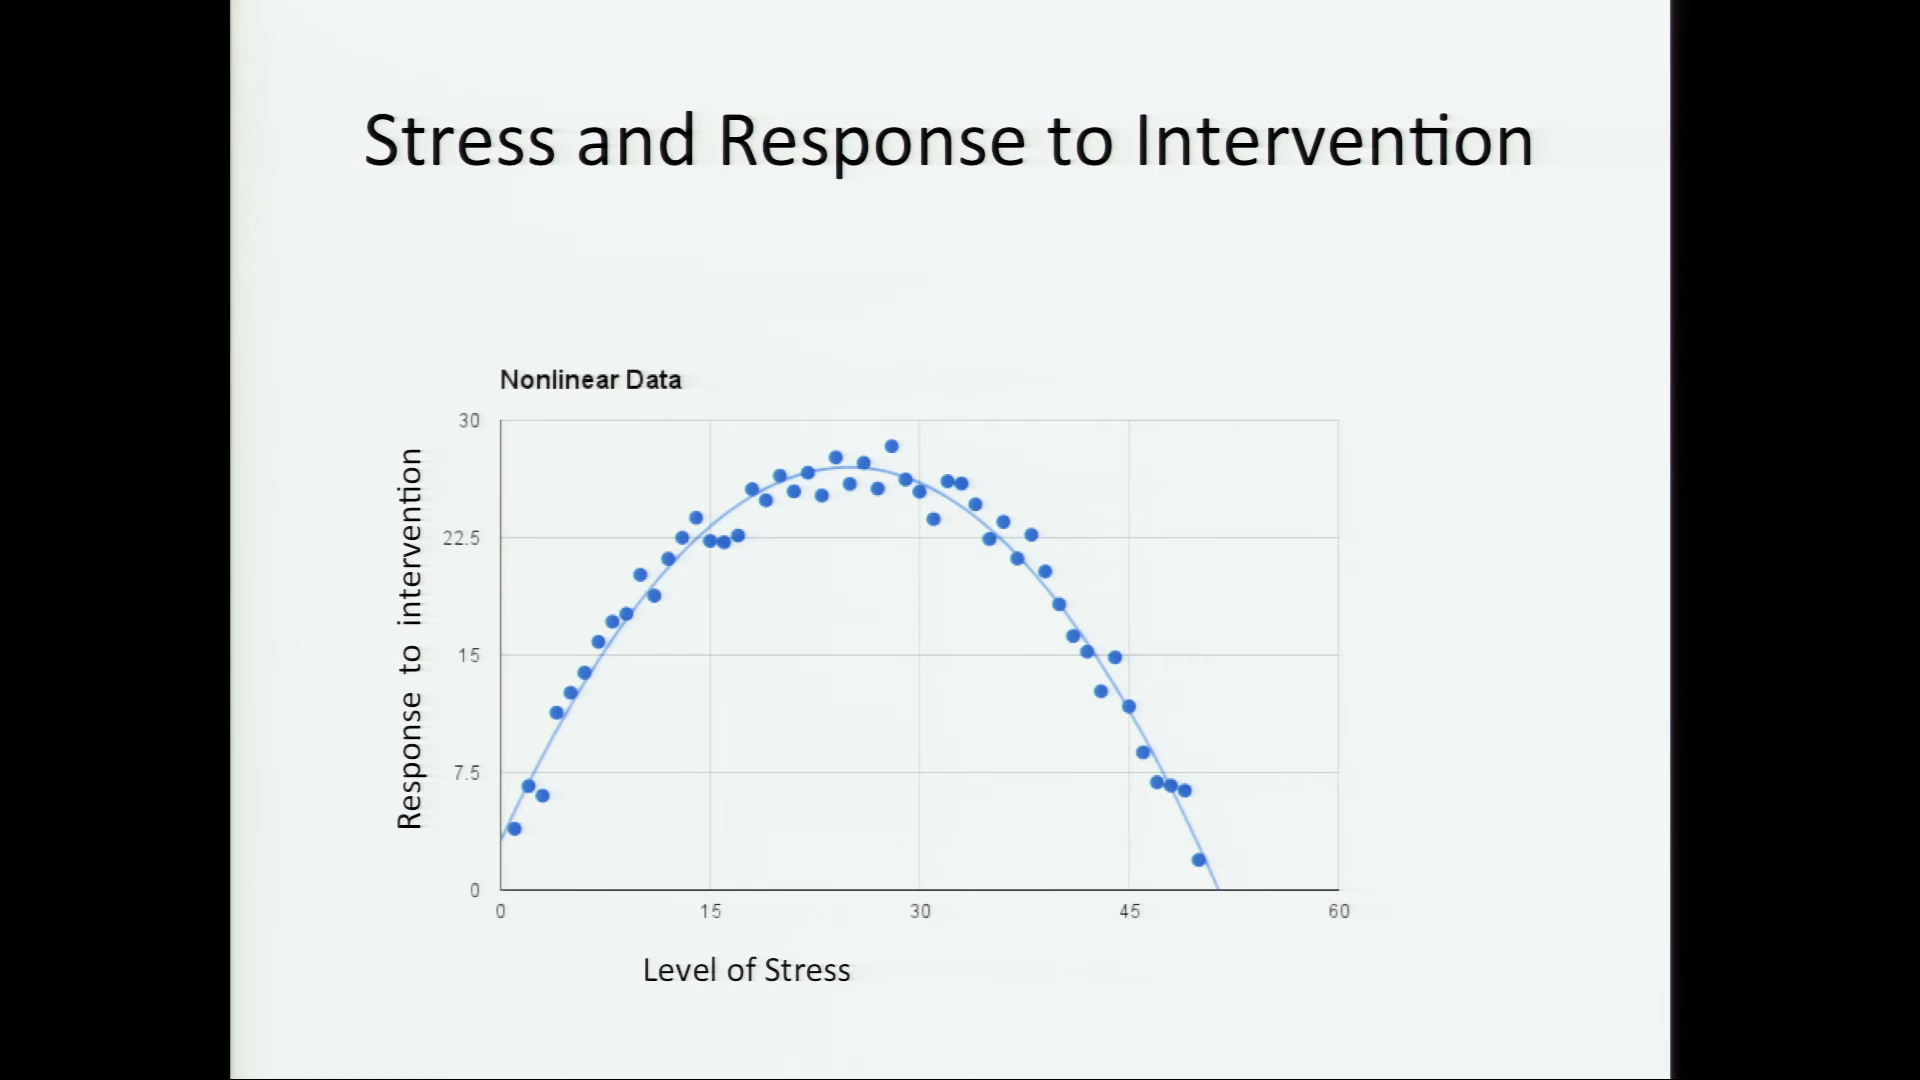 Stress and Response to Intervention
Nonlinear Data
30
22.5
15
7.5
0
Response to intervention
0 15 30 45 60
Level of Stress